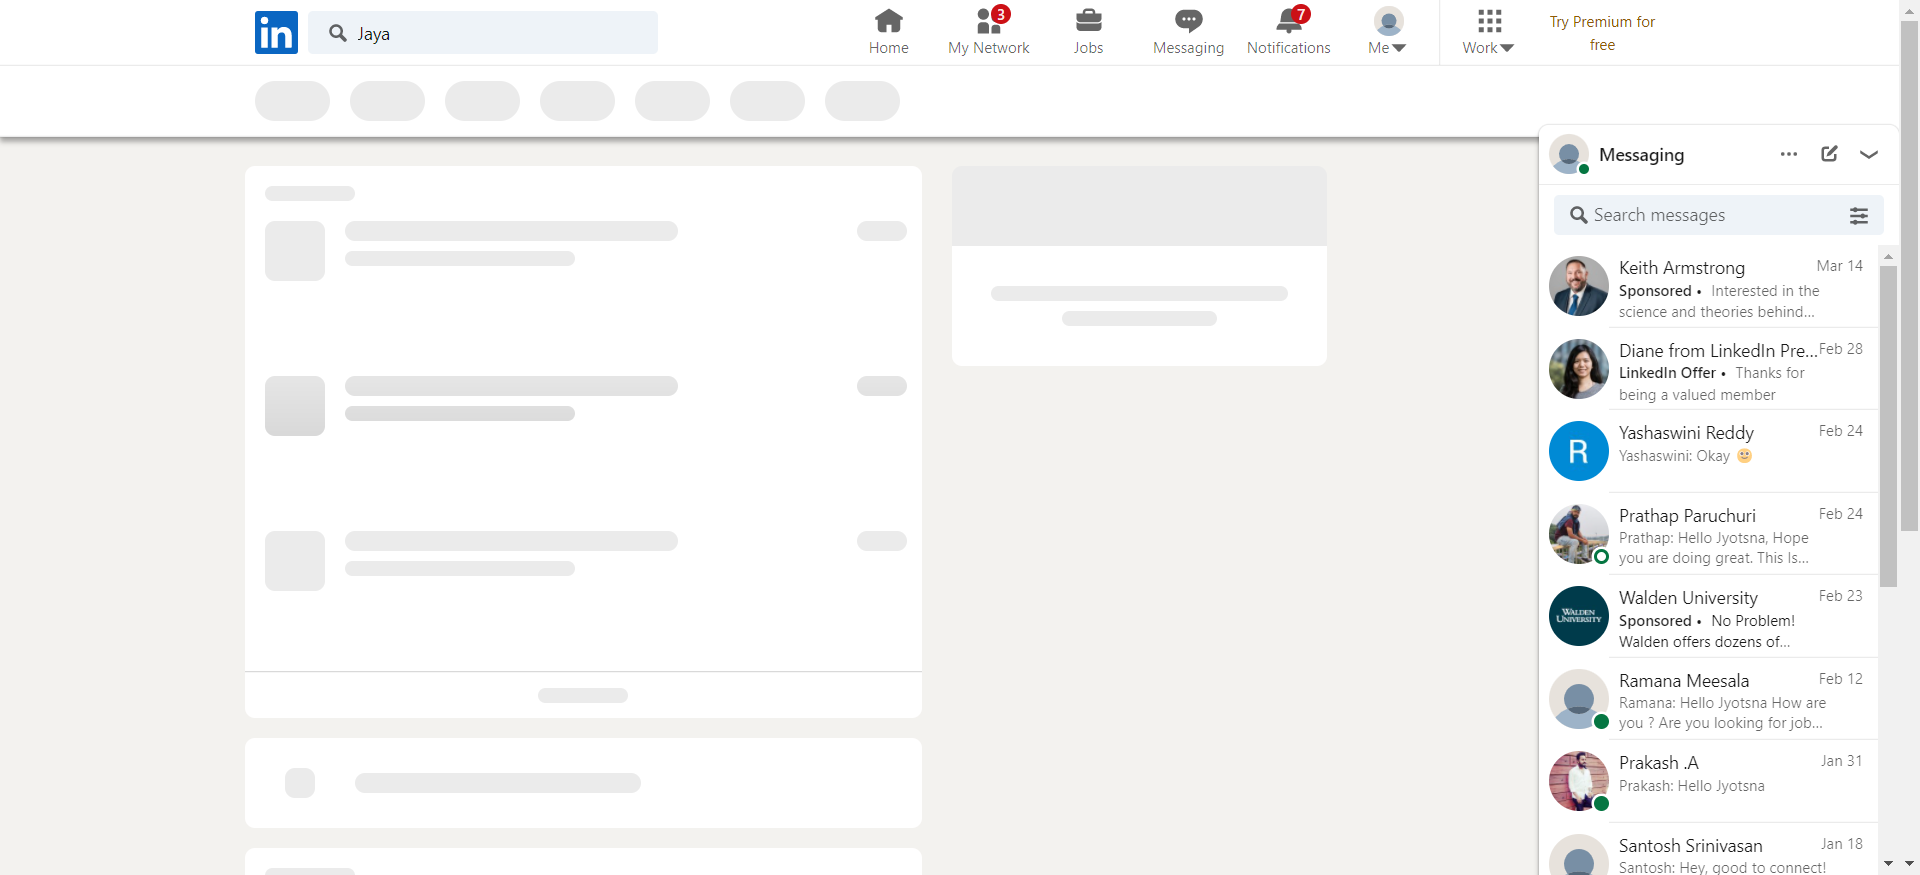 in
Jaya
Home
3
My Network
Jobs
Messaging
7
Notifications
Me
Work
Try Premium for
free
Messaging
Search messages
Keith Armstrong Mar 14
Sponsored • Interested in the
science and theories behind...
Diane from LinkedIn Pre... Feb 28
LinkedIn Offer • Thanks for
being a valued member
R
Yashaswini Reddy Feb 24
Yashaswini: Okay 🙂
Prathap Paruchuri Feb 24
Prathap: Hello Jyotsna, Hope
you are doing great. This Is...
WALDEN
UNIVERSITY
Walden University Feb 23
Sponsored • No Problem!
Walden offers dozens of...
Ramana Meesala Feb 12
Ramana: Hello Jyotsna How are
you ? Are you looking for job...
Prakash .A Jan 31
Prakash: Hello Jyotsna
Santosh Srinivasan Jan 18
Santosh: Hey, good to connect!